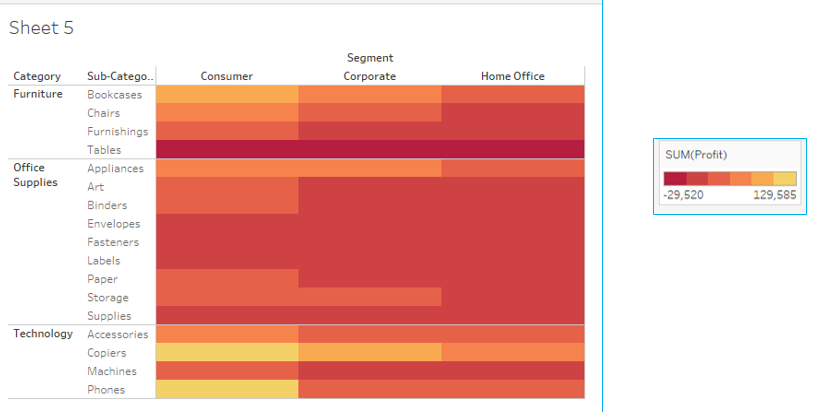 Sheet 5
Segment
Category Sub-Catego.. Consumer Corporate Home Office
Furniture Bookcases
Chairs
Furnishings
Tables
Office Supplies Appliances
Art
Binders
Envelopes
Fasteners
Labels
Paper
Storage
Supplies
Technology Accessories
Copiers
Machines
Phones
SUM(Profit)
-29,520 129,585